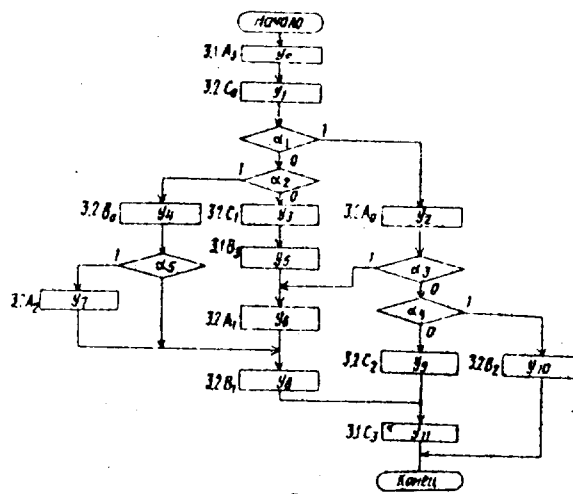 Начало
3.1 A3 y0
3.2 C0 y1
α1 1
0
1 α2
0
3.2 B0 y4 3.2 C1 y3 3.1 A0 y2
1 α5 3.1 B3 y5 1 α3
0
3.1 A2 y7 3.2 A1 y6 α4 1
0
3.2 B1 y8 3.2 C2 y9 3.2 B2 y10
3.1 C3 y11
Конец